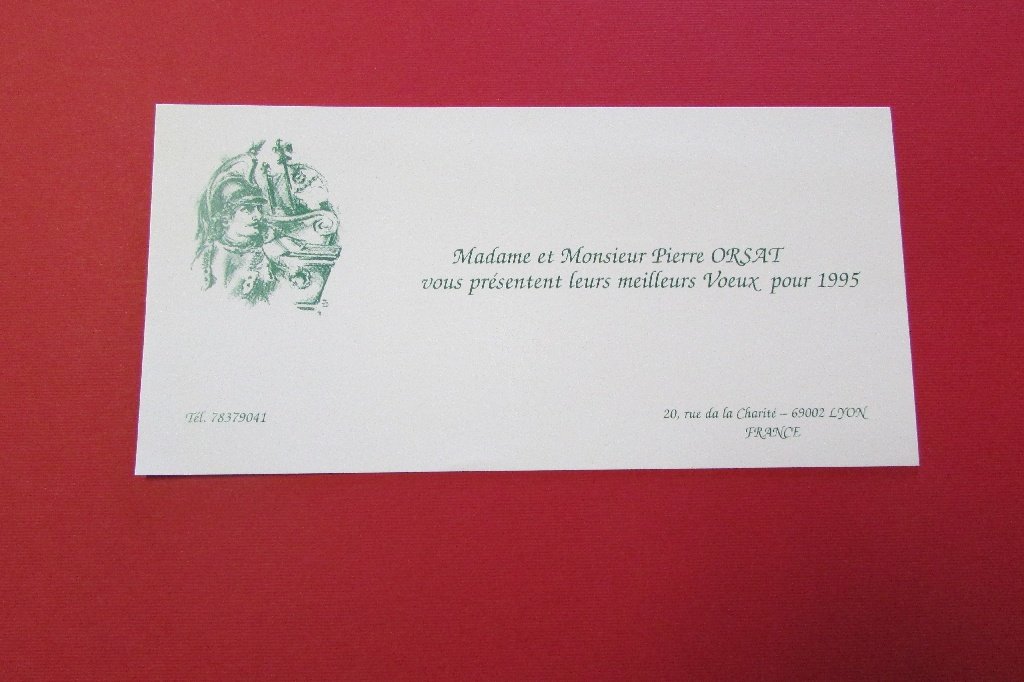 Madame et Monsieur Pierre ORSAT
vous présentent leurs meilleurs Voeux pour 1995
Tél. 78379041
20, rue da la Charité – 69002 LYON
FRANCE